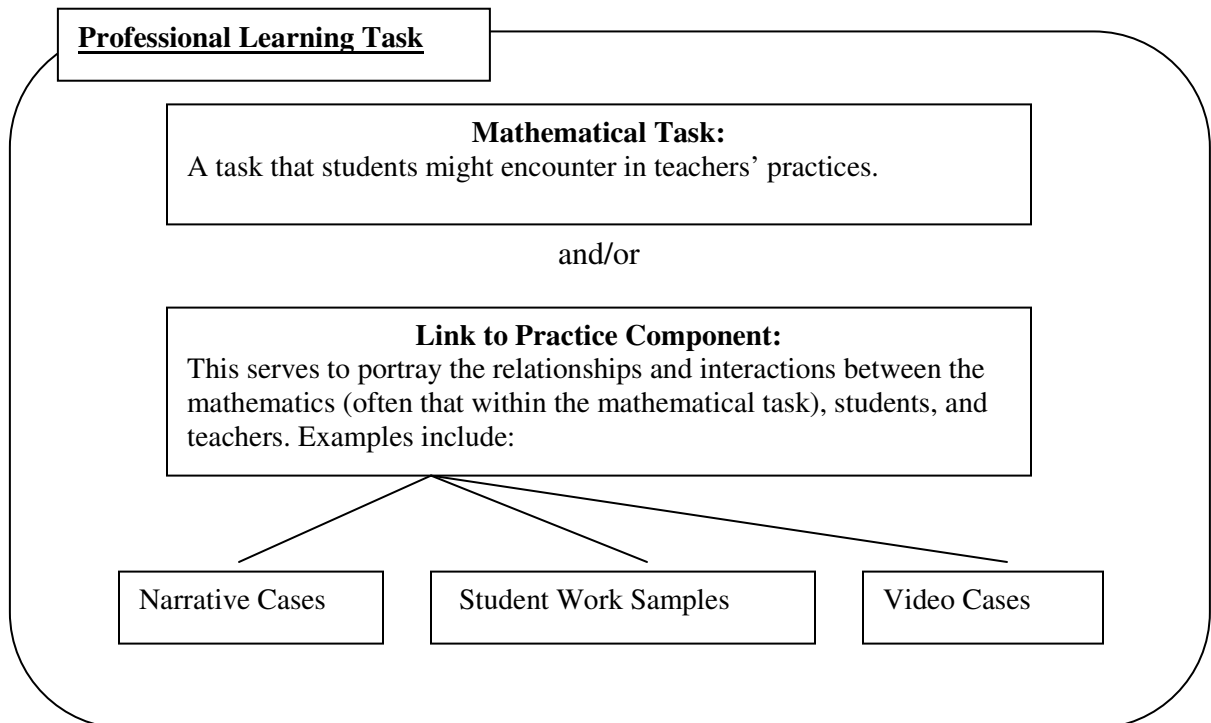 Professional Learning Task
Mathematical Task:
A task that students might encounter in teachers’ practices.
and/or
Link to Practice Component:
This serves to portray the relationships and interactions between the
mathematics (often that within the mathematical task), students, and
teachers. Examples include:
Narrative Cases
Student Work Samples
Video Cases